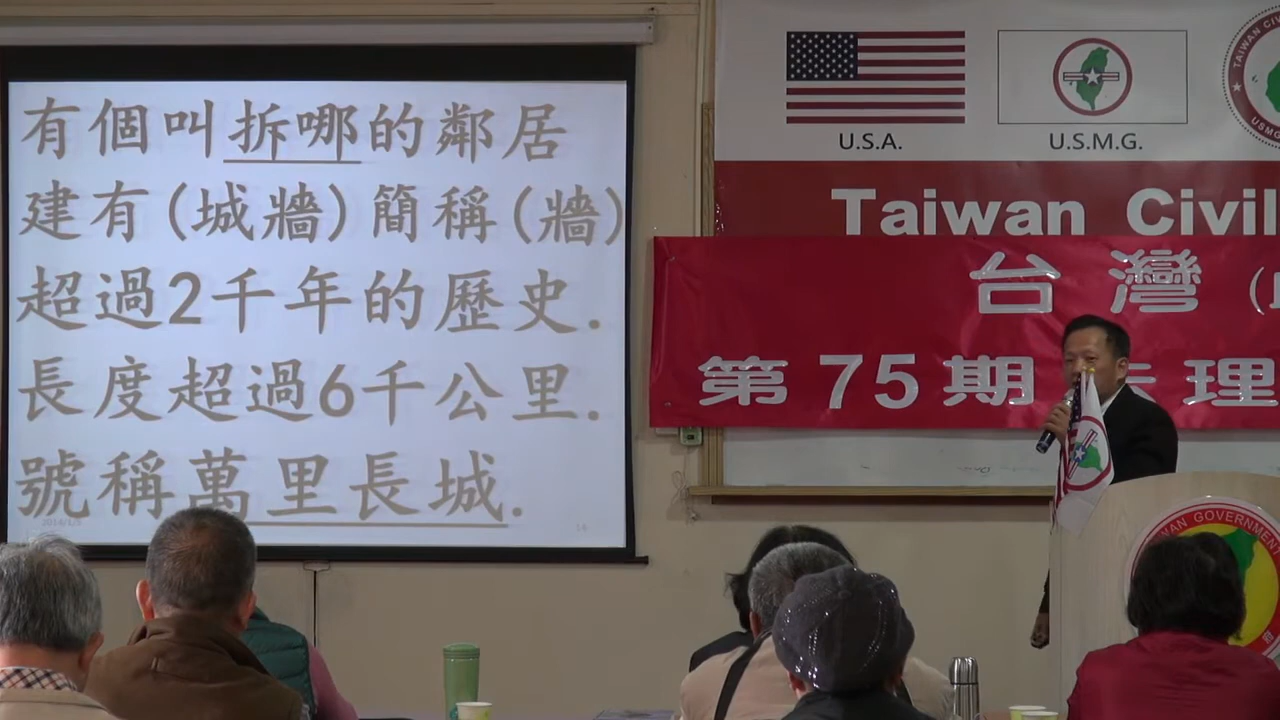 有個叫拆哪的鄰居
建有(城牆)簡稱(牆)
超過2千年的歷史.
長度超過6千公里.
號稱萬里長城.
U.S.A.
U.S.M.G.
Taiwan Civil
台灣
第75期 理